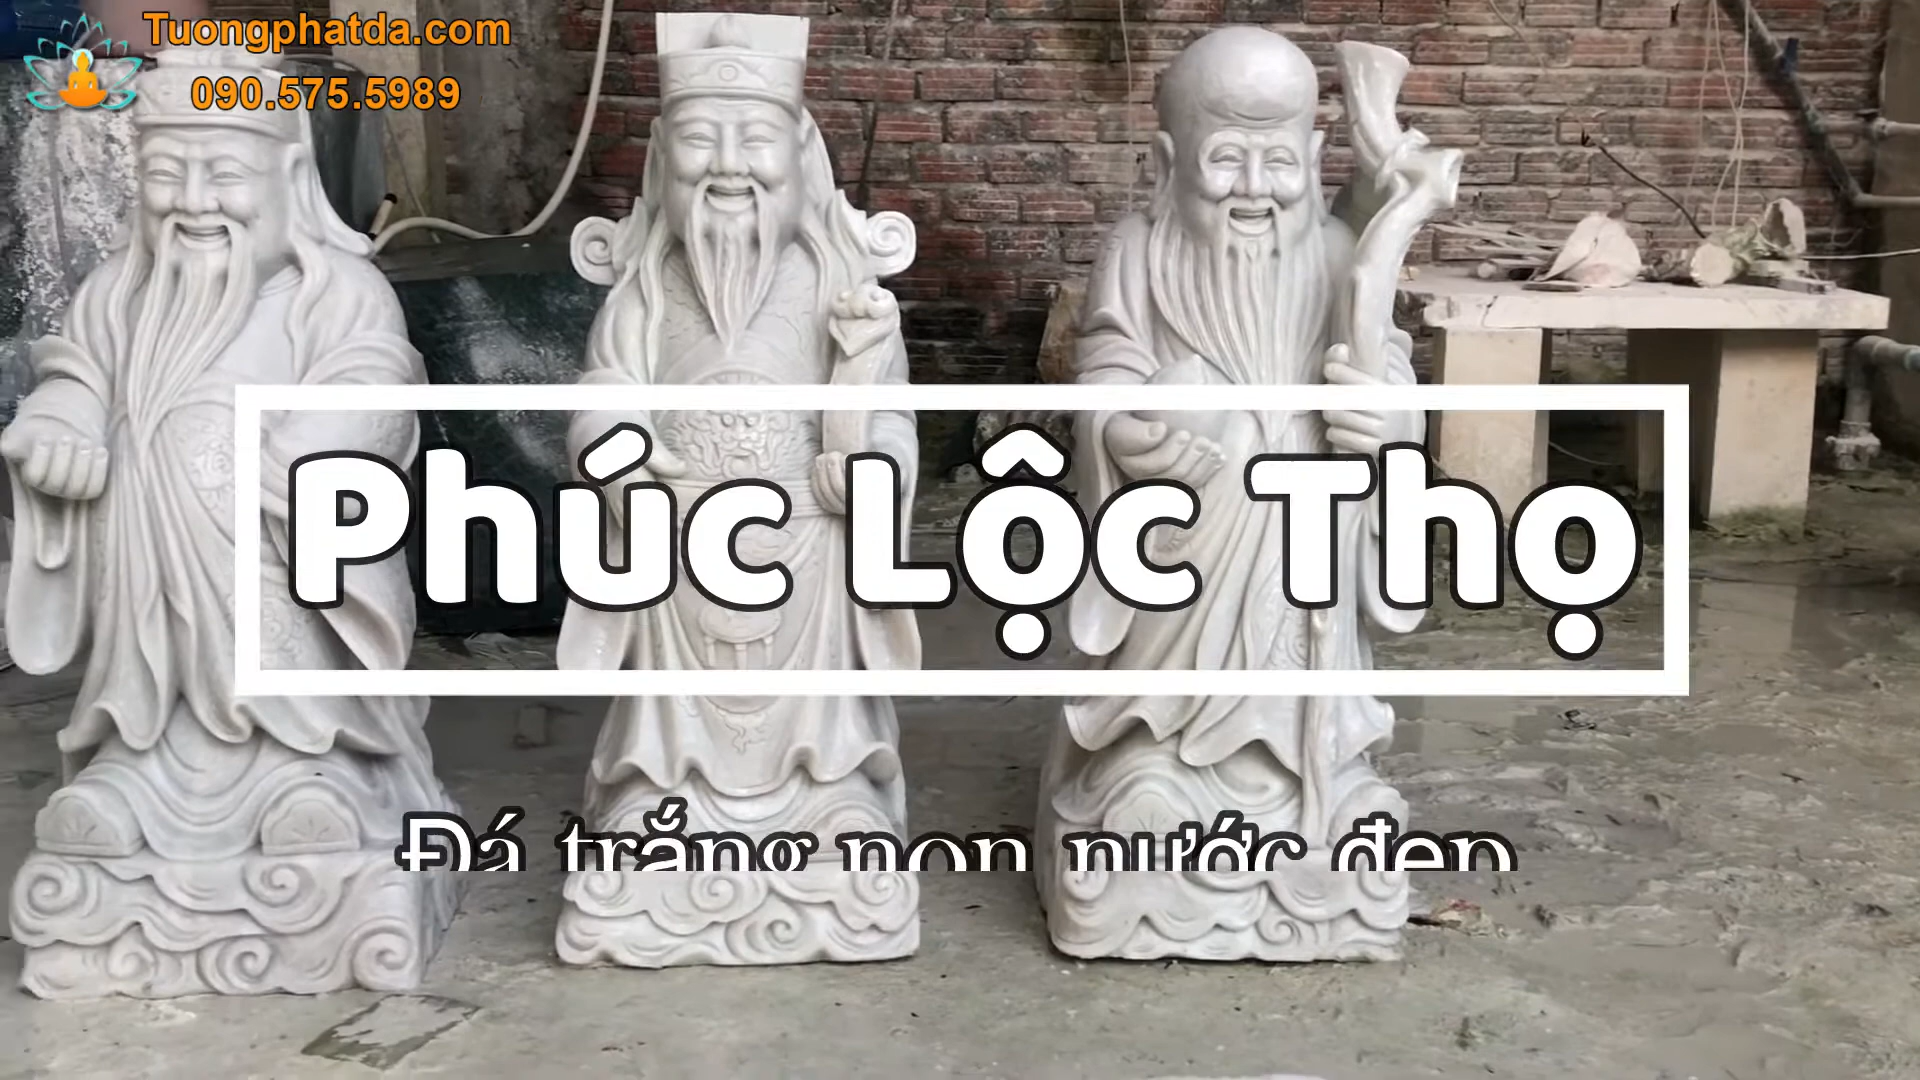 Tuongphatda.com
090.575.5989
Phúc Lộc Thọ
Đá trắng non nước đẹp